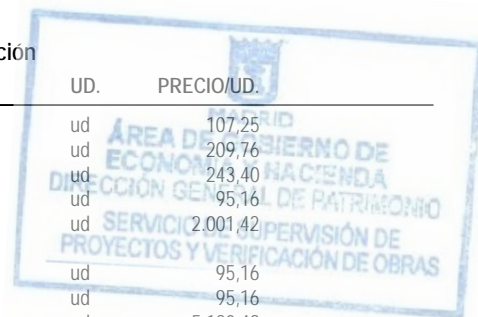 ción
UD. PRECIO/UD.
ud 107,25
ud 209,76
ud 243,40
ud 95,16
ud 2.001,42
ud 95,16
ud 95,16
MADRID
ÁREA DE GOBIERNO DE
ECONOMÍA Y HACIENDA
DIRECCIÓN GENERAL DE PATRIMONIO
SERVICIO DE SUPERVISIÓN DE
PROYECTOS Y VERIFICACIÓN DE OBRAS